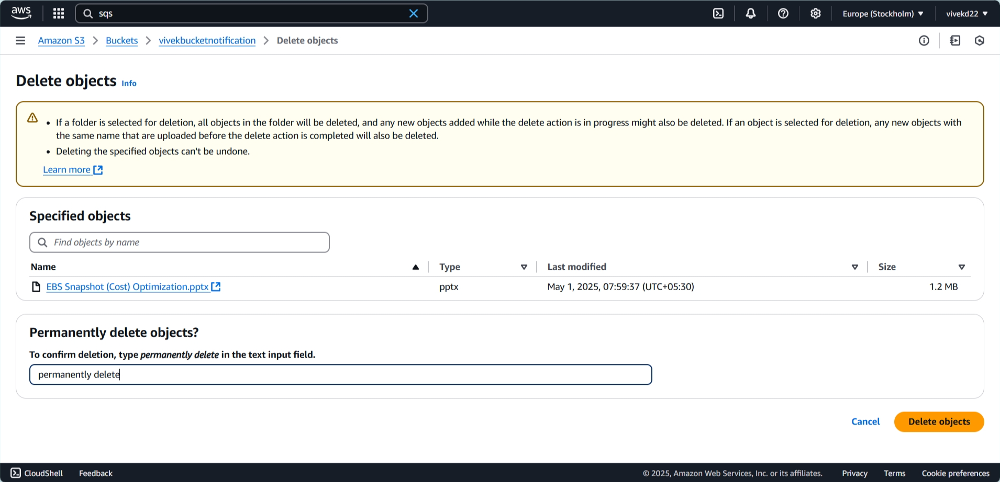 aws
sqs
Europe (Stockholm)
vivekd22
Amazon S3
Buckets
vivekbucketnotification
Delete objects
Delete objects Info
If a folder is selected for deletion, all objects in the folder will be deleted, and any new objects added while the delete action is in progress might also be deleted. If an object is selected for deletion, any new objects with
the same name that are uploaded before the delete action is completed will also be deleted.
Deleting the specified objects can't be undone.
Learn more
Specified objects
Find objects by name
Name Type Last modified Size
EBS Snapshot (Cost) Optimization.pptx pptx May 1, 2025, 07:59:37 (UTC+05:30) 1.2 MB
Permanently delete objects?
To confirm deletion, type permanently delete in the text input field.
permanently delete
Cancel Delete objects
CloudShell Feedback © 2025, Amazon Web Services, Inc. or its affiliates. Privacy Terms Cookie preferences